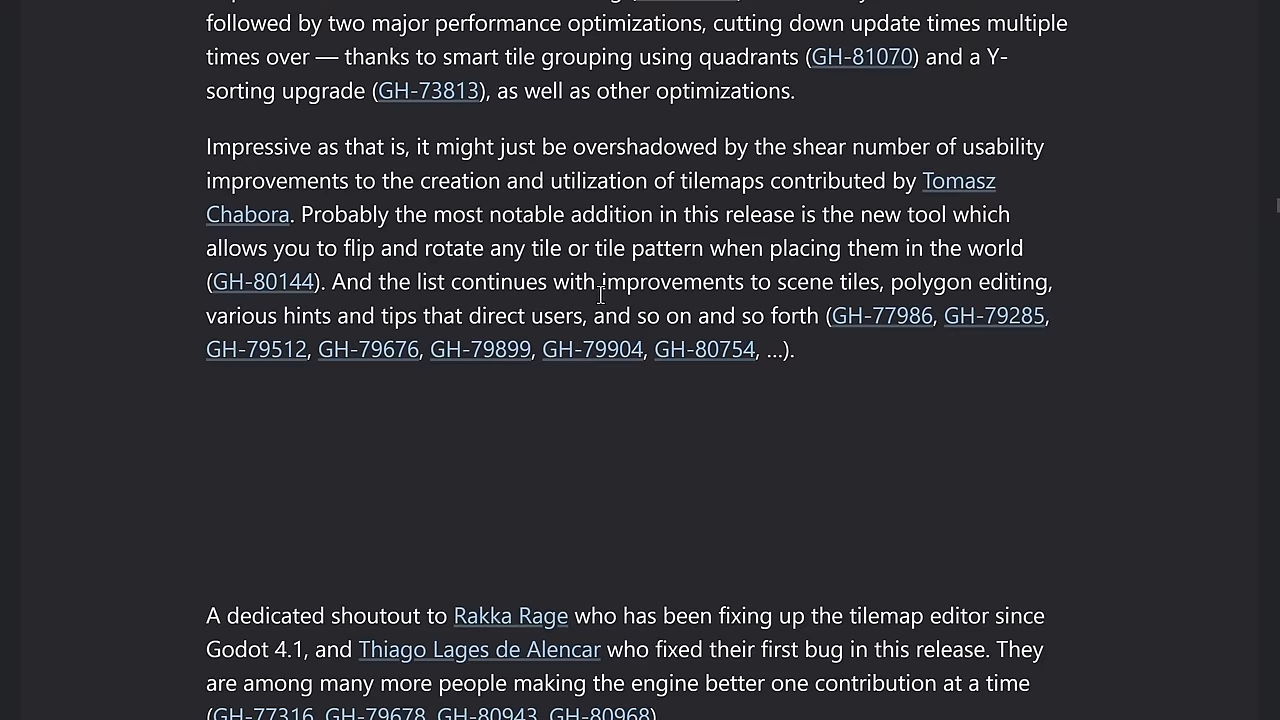 followed by two major performance optimizations, cutting down update times multiple
times over — thanks to smart tile grouping using quadrants (GH-81070) and a Y-
sorting upgrade (GH-73813), as well as other optimizations.
Impressive as that is, it might just be overshadowed by the shear number of usability
improvements to the creation and utilization of tilemaps contributed by Tomasz
Chabora. Probably the most notable addition in this release is the new tool which
allows you to flip and rotate any tile or tile pattern when placing them in the world
(GH-80144). And the list continues with improvements to scene tiles, polygon editing,
various hints and tips that direct users, and so on and so forth (GH-77986, GH-79285,
GH-79512, GH-79676, GH-79899, GH-79904, GH-80754, ...).
A dedicated shoutout to Rakka Rage who has been fixing up the tilemap editor since
Godot 4.1, and Thiago Lages de Alencar who fixed their first bug in this release. They
are among many more people making the engine better one contribution at a time
(GH-77316, GH-79678, GH-80943, GH-80968)